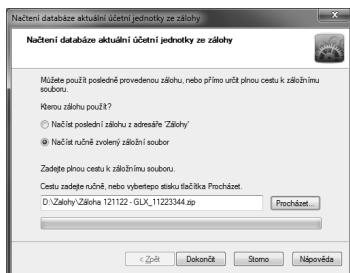 Načtení databáze aktuální účetní jednotky ze zálohy
Načtení databáze aktuální účetní jednotky ze zálohy
Můžete použít posledně provedenou zálohu, nebo přímo určit plnou cestu k záložnímu
souboru.
Kterou zálohu použít?
Načíst poslední zálohu z adresáře 'Zálohy'
Načíst ručně zvolený záložní soubor
Zadejte plnou cestu k záložnímu souboru.
Cestu zadejte ručně, nebo vybertepo stisku tlačítka Procházet.
D:\Zalohy\Záloha 121122 - GLX_11223344.zip
Procházet...
< Zpět
Dokončit
Storno
Nápověda